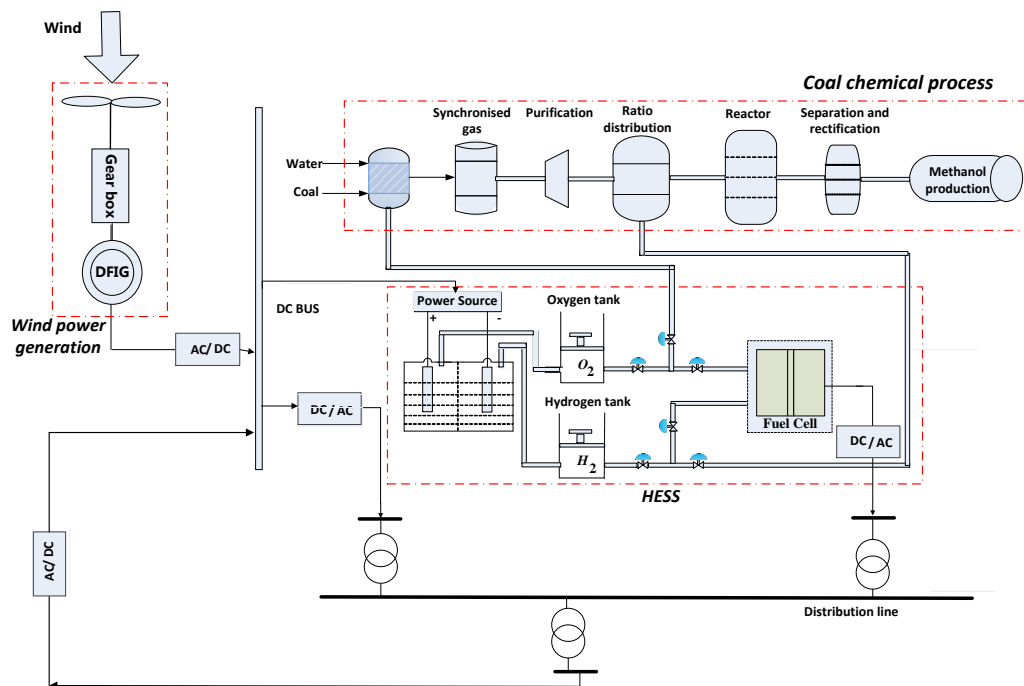 Wind
Coal chemical process
Synchronised
gas
Purification
Ratio
distribution
Reactor
Separation and
rectification
Water
Coal
Methanol
production
Gear box
DFIG
Wind power
generation
AC/ DC
DC BUS
Power Source
+
-
Oxygen tank
O2
Hydrogen tank
H2
Fuel Cell
DC / AC
DC / AC
HESS
AC/ DC
Distribution line